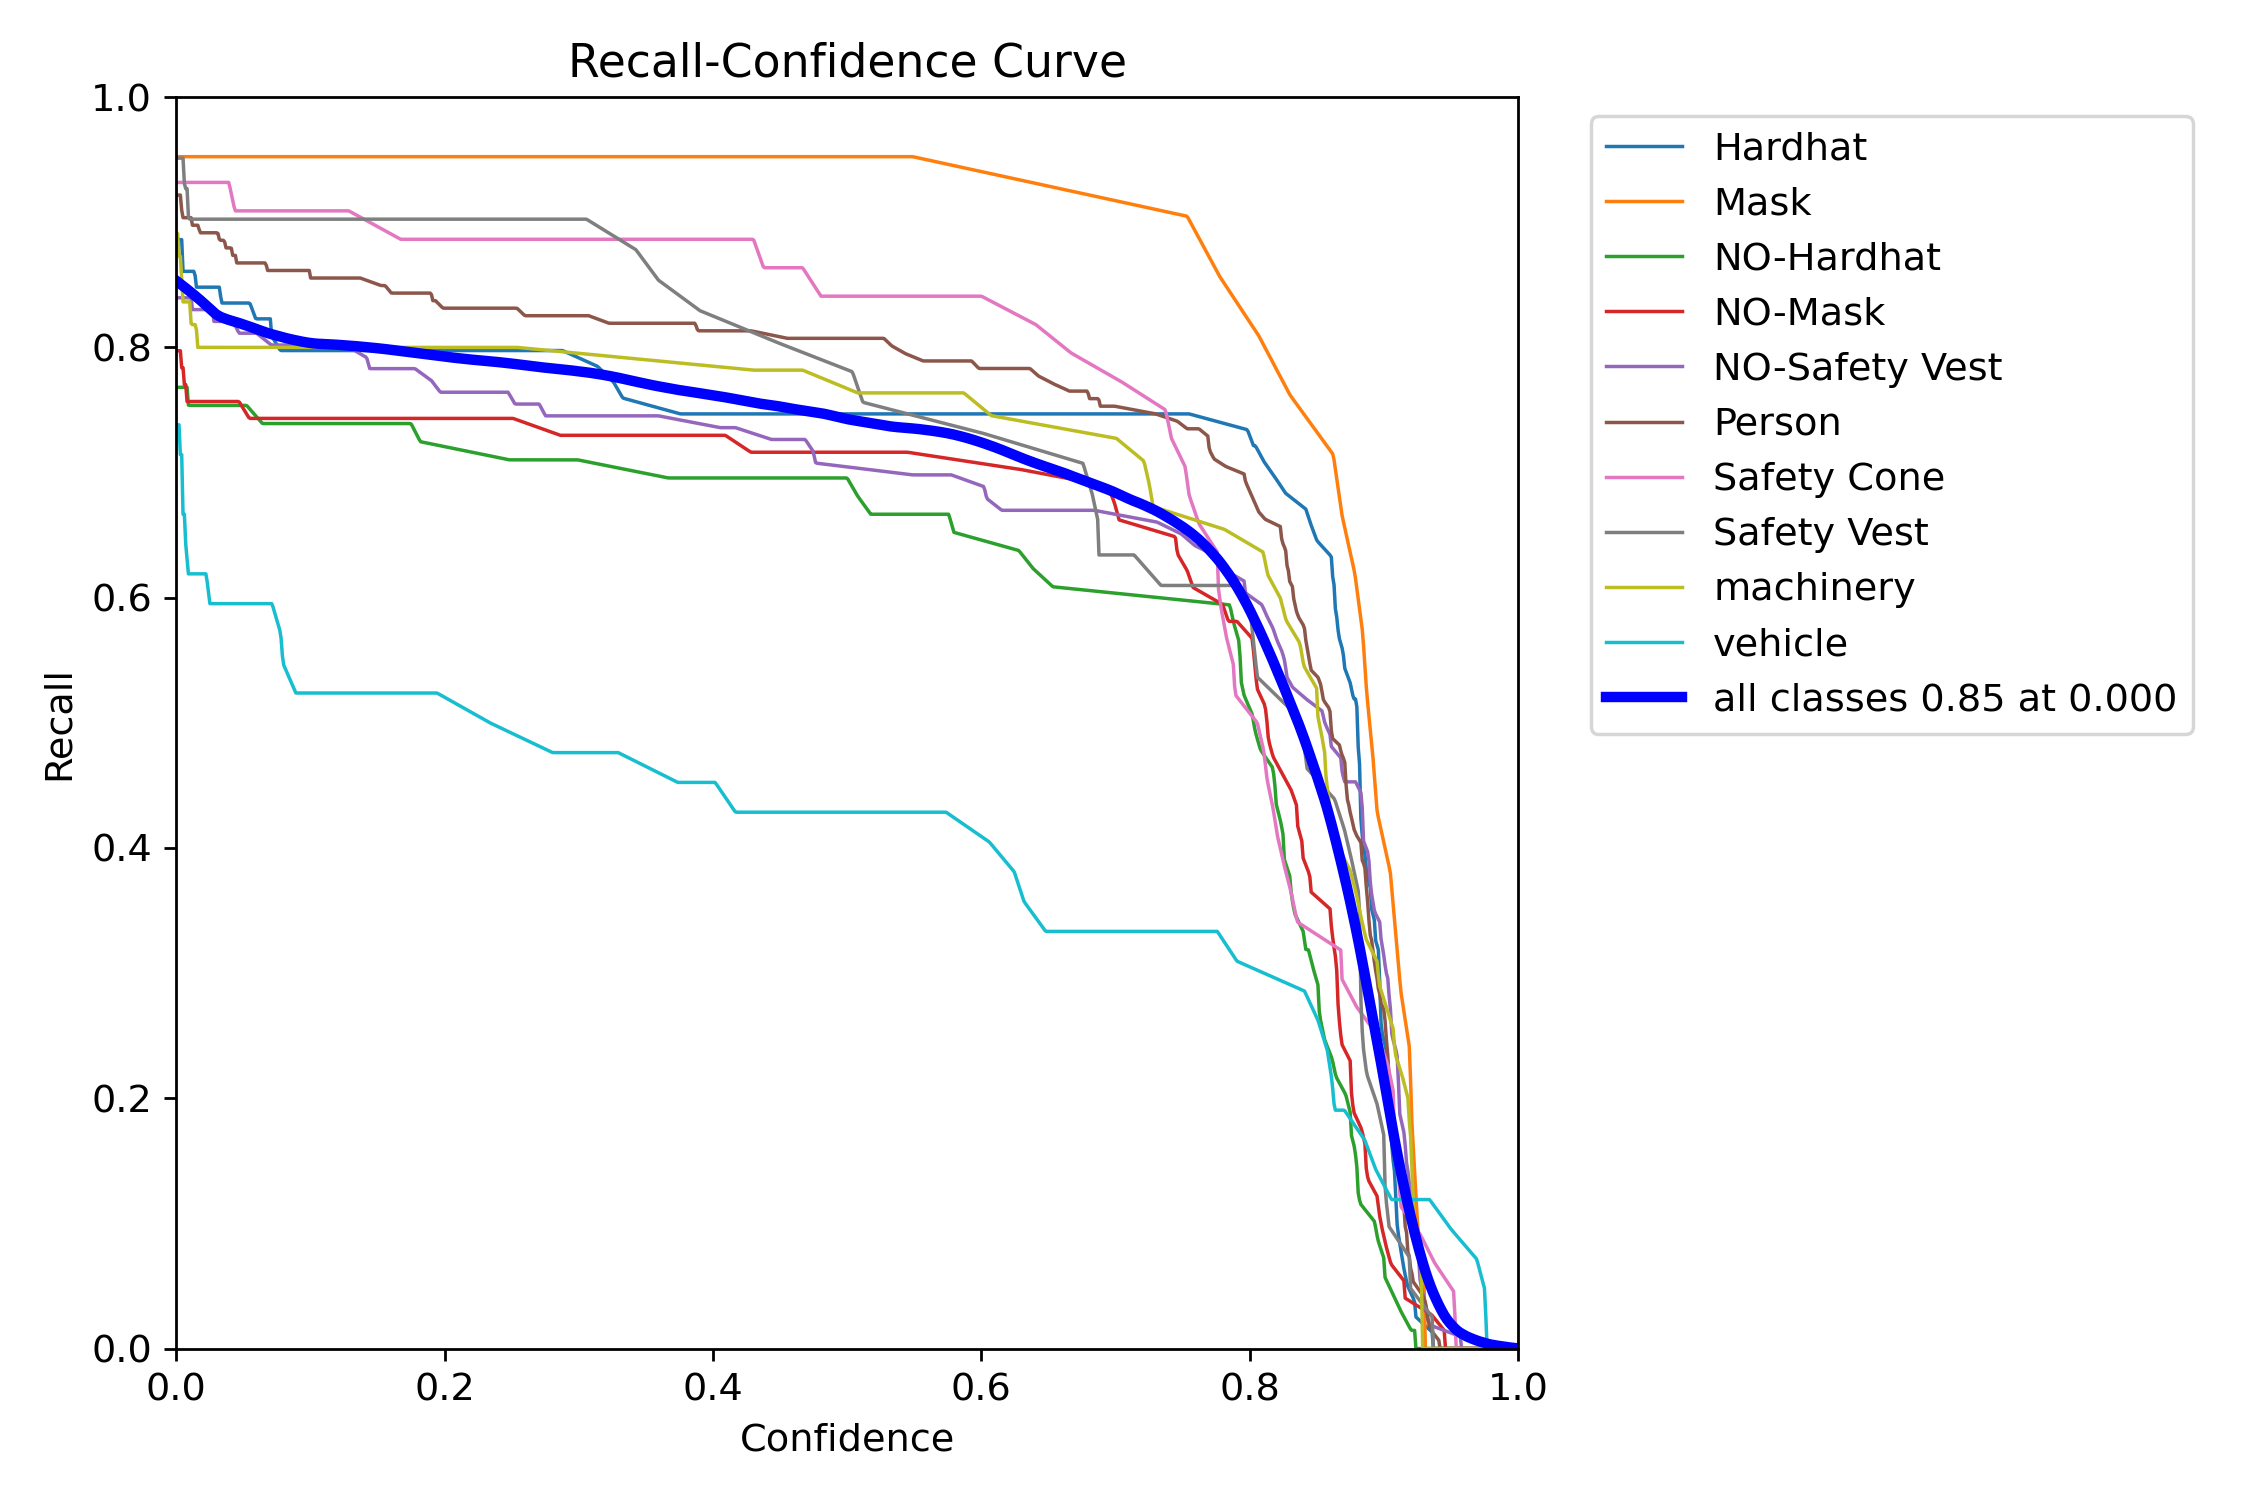 Recall-Confidence Curve
1.0
0.8
0.6
0.4
0.2
0.0
Recall
0.0 0.2 0.4 0.6 0.8 1.0
Confidence
Hardhat
Mask
NO-Hardhat
NO-Mask
NO-Safety Vest
Person
Safety Cone
Safety Vest
machinery
vehicle
all classes 0.85 at 0.000